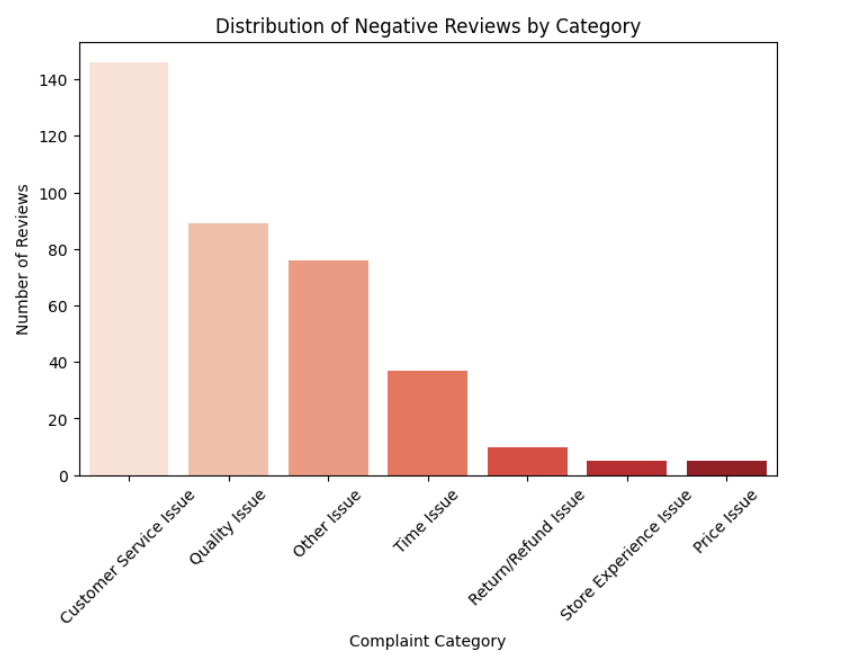 Distribution of Negative Reviews by Category
Number of Reviews
140
120
100
80
60
40
20
0
Customer Service Issue
Quality Issue
Other Issue
Time Issue
Return/Refund Issue
Store Experience Issue
Price Issue
Complaint Category